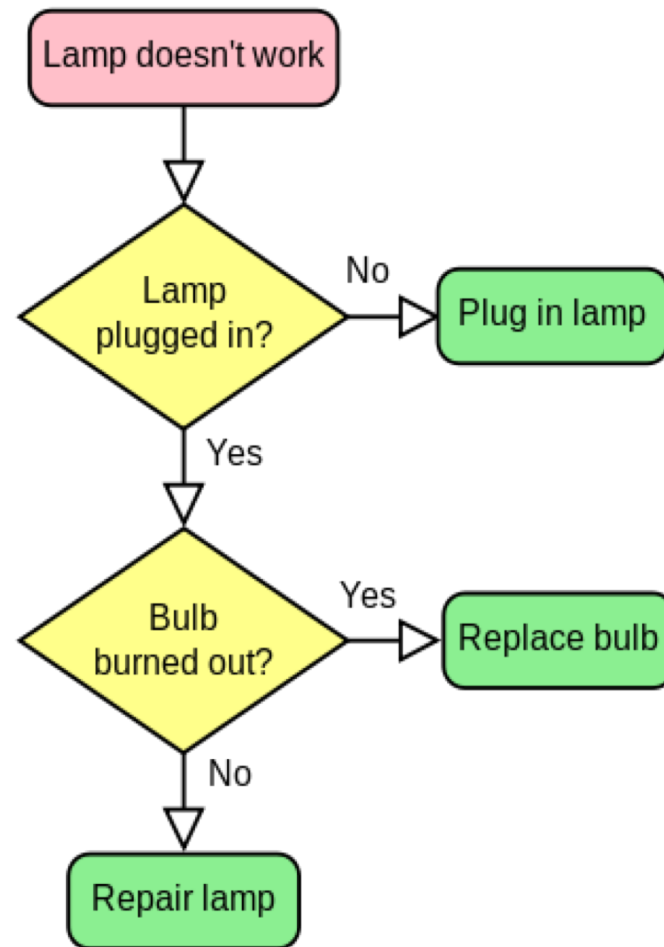 Lamp doesn't work
Lamp
plugged in?
No
Plug in lamp
Yes
Bulb
burned out?
Yes
Replace bulb
No
Repair lamp